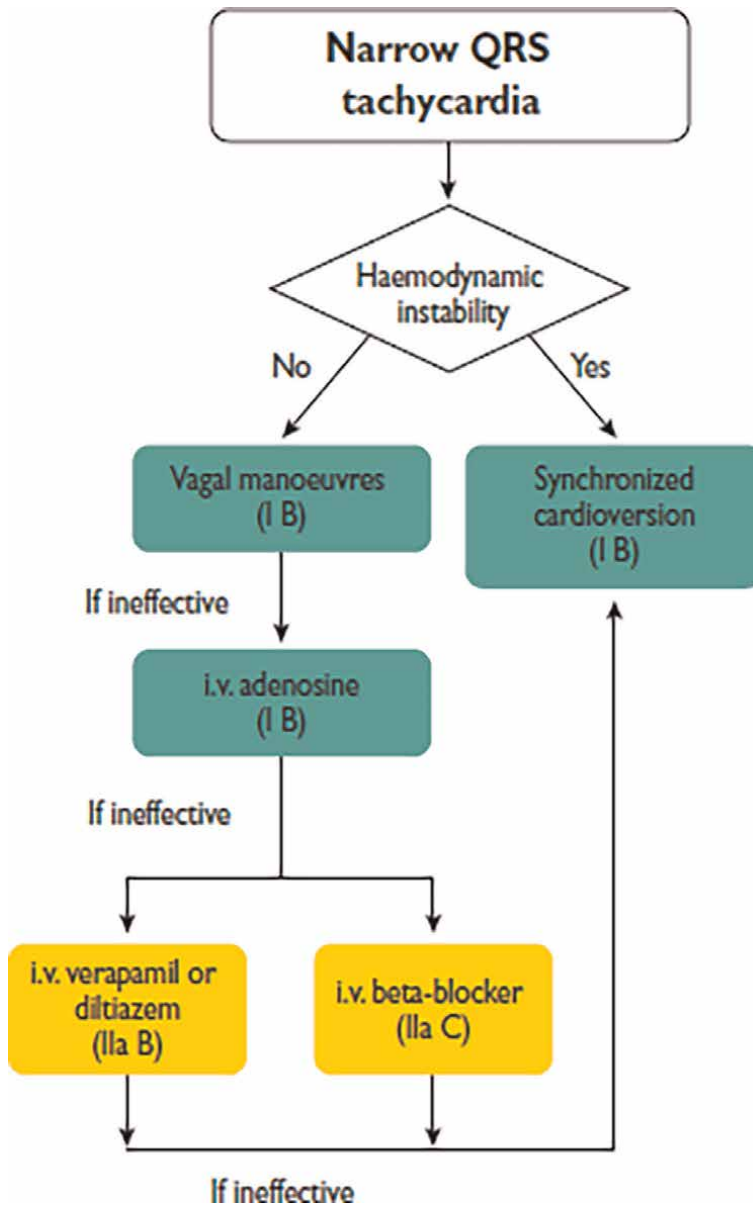 Narrow QRS
tachycardia
Haemodynamic
instability
No
Yes
Vagal manoeuvres
(I B)
Synchronized
cardioversion
(I B)
If ineffective
i.v. adenosine
(I B)
If ineffective
i.v. verapamil or
diltiazem
(IIa B)
i.v. beta-blocker
(IIa C)
If ineffective